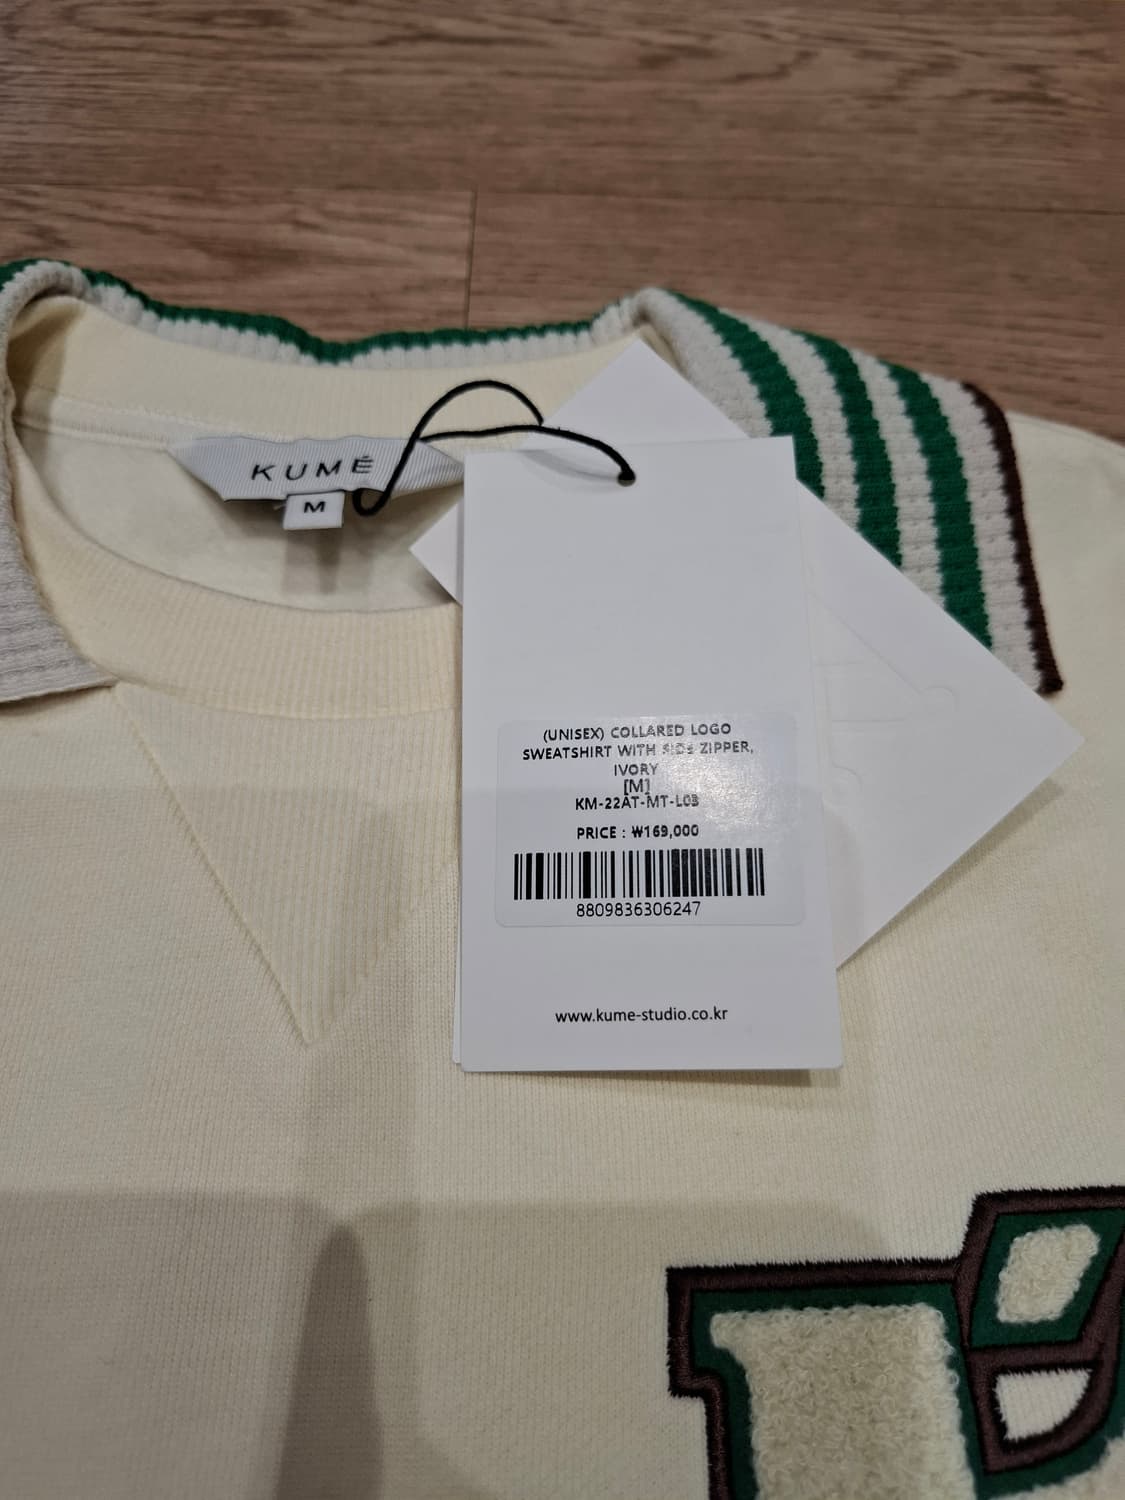 KUMÉ
M
(UNISEX) COLLARED LOGO
SWEATSHIRT WITH SIDE ZIPPER,
IVORY
[M]
KM-22AT-MT-L03
PRICE : ₩169,000
8809836306247
www.kume-studio.co.kr